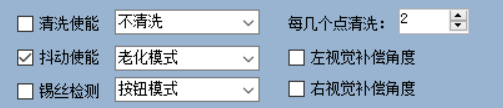 清洗使能 不清洗 每几个点清洗： 2
抖动使能 老化模式 左视觉补偿角度
锡丝检测 按钮模式 右视觉补偿角度